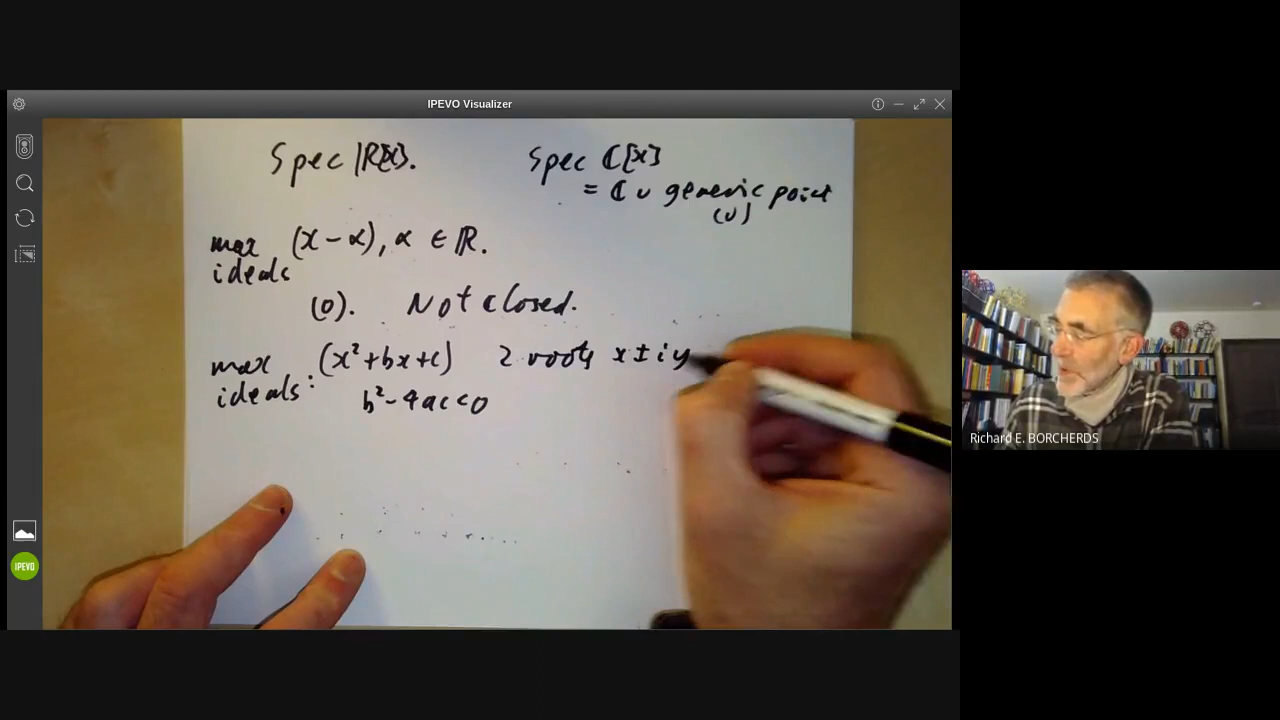 IPEVO Visualizer
Spec ℝ[x].
Spec ℂ[x]
= ℂ ∪ generic point
(0)
max (x-α), α ∈ ℝ.
ideals
(0). Not closed.
max (x²+bx+c) 2 roots x±iy
ideals:
b²-4ac<0
IPEVO
Richard E. BORCHERDS